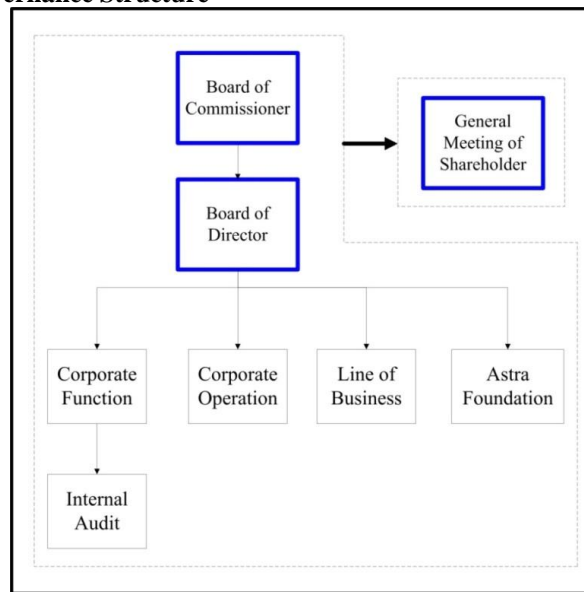 Structure
Board of
Commissioner
General
Meeting of
Shareholder
Board of
Director
Corporate
Function
Corporate
Operation
Line of
Business
Astra
Foundation
Internal
Audit